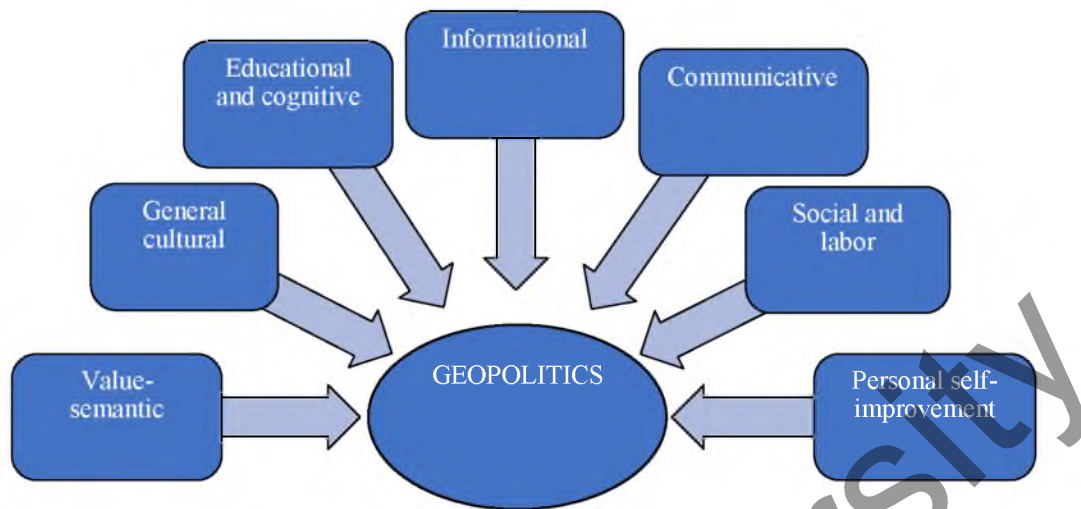 Informational
Educational
and cognitive
Communicative
General
cultural
Social and
labor
GEOPOLITICS
Value-
semantic
Personal self-
improvement